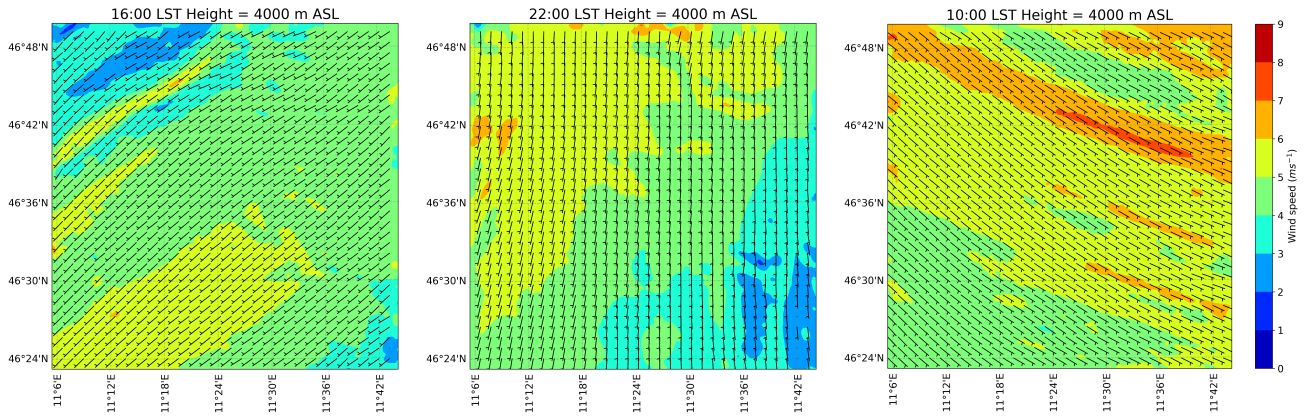 16:00 LST Height = 4000 m ASL
46°48'N
46°42'N
46°36'N
46°30'N
46°24'N
11°6'E
11°12'E
11°18'E
11°24'E
11°30'E
11°36'E
11°42'E
22:00 LST Height = 4000 m ASL
46°48'N
46°42'N
46°36'N
46°30'N
46°24'N
11°6'E
11°12'E
11°18'E
11°24'E
11°30'E
11°36'E
11°42'E
10:00 LST Height = 4000 m ASL
46°48'N
46°42'N
46°36'N
46°30'N
46°24'N
11°6'E
11°12'E
11°18'E
11°24'E
11°30'E
11°36'E
11°42'E
9
8
7
6
5
4
3
2
1
0
Wind speed (ms⁻¹)